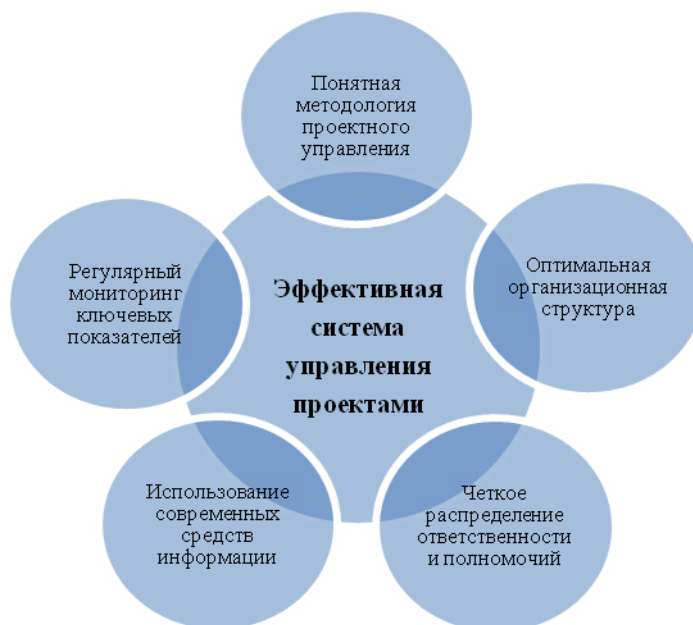 Понятная
методология
проектного
управления
Оптимальная
организационная
структура
Четкое
распределение
ответственности
и полномочий
Использование
современных
средств
информации
Регулярный
мониторинг
ключевых
показателей
Эффективная
система
управления
проектами